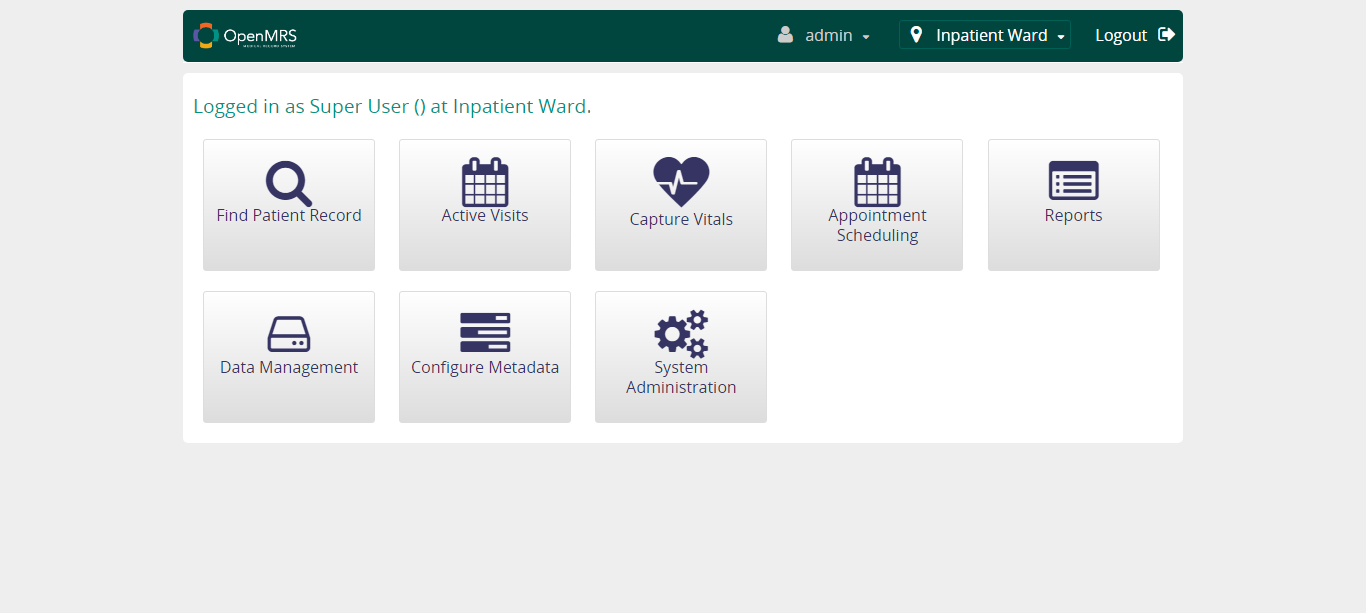 OpenMRS
MEDICAL RECORD SYSTEM
admin
Inpatient Ward
Logout
Logged in as Super User () at Inpatient Ward.
Find Patient Record
Active Visits
Capture Vitals
Appointment
Scheduling
Reports
Data Management
Configure Metadata
System
Administration